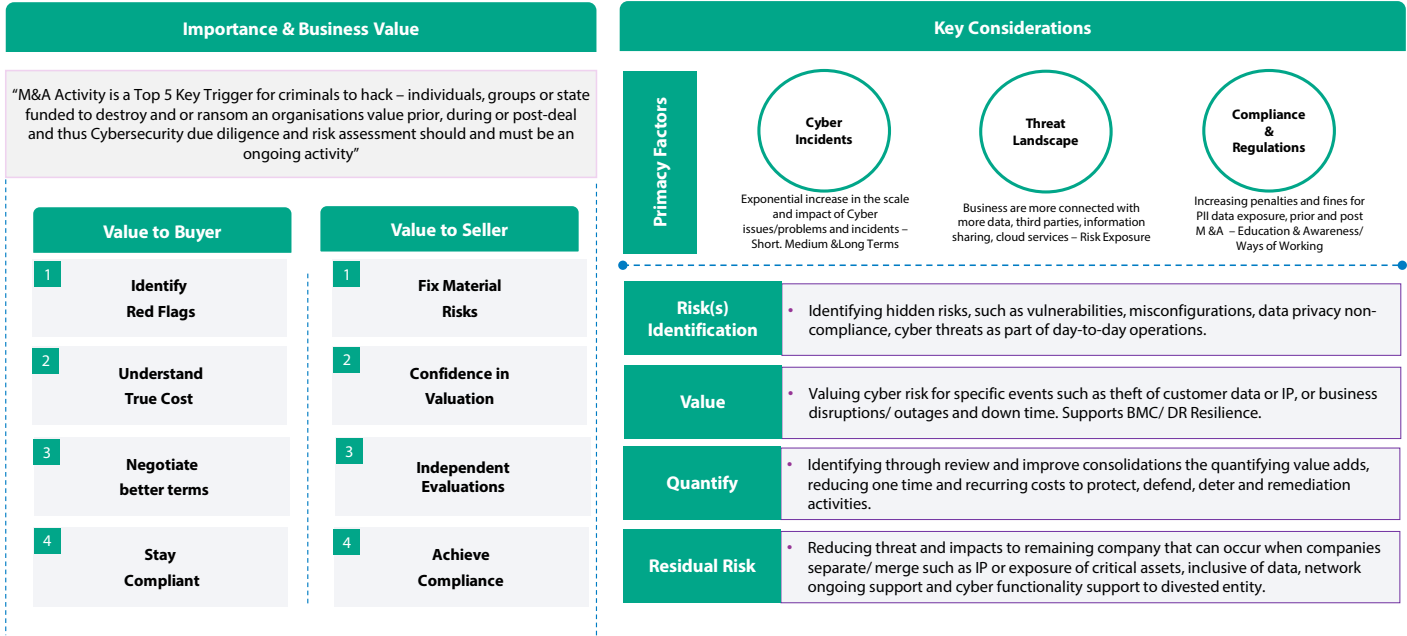 Importance & Business Value
“M&A Activity is a Top 5 Key Trigger for criminals to hack – individuals, groups or state
funded to destroy and or ransom an organisations value prior, during or post-deal
and thus Cybersecurity due diligence and risk assessment should and must be an
ongoing activity”
Value to Buyer
1
Identify
Red Flags
2
Understand
True Cost
3
Negotiate
better terms
4
Stay
Compliant
Value to Seller
1
Fix Material
Risks
2
Confidence in
Valuation
3
Independent
Evaluations
4
Achieve
Compliance
Key Considerations
Primacy Factors
Cyber
Incidents
Exponential increase in the scale
and impact of Cyber
issues/problems and incidents –
Short. Medium &Long Terms
Threat
Landscape
Business are more connected with
more data, third parties, information
sharing, cloud services – Risk Exposure
Compliance
&
Regulations
Increasing penalties and fines for
PII data exposure, prior and post
M &A – Education & Awareness/
Ways of Working
Risk(s)
Identification
• Identifying hidden risks, such as vulnerabilities, misconfigurations, data privacy non-
compliance, cyber threats as part of day-to-day operations.
Value
• Valuing cyber risk for specific events such as theft of customer data or IP, or business
disruptions/ outages and down time. Supports BMC/ DR Resilience.
Quantify
• Identifying through review and improve consolidations the quantifying value adds,
reducing one time and recurring costs to protect, defend, deter and remediation
activities.
Residual Risk
• Reducing threat and impacts to remaining company that can occur when companies
separate/ merge such as IP or exposure of critical assets, inclusive of data, network
ongoing support and cyber functionality support to divested entity.